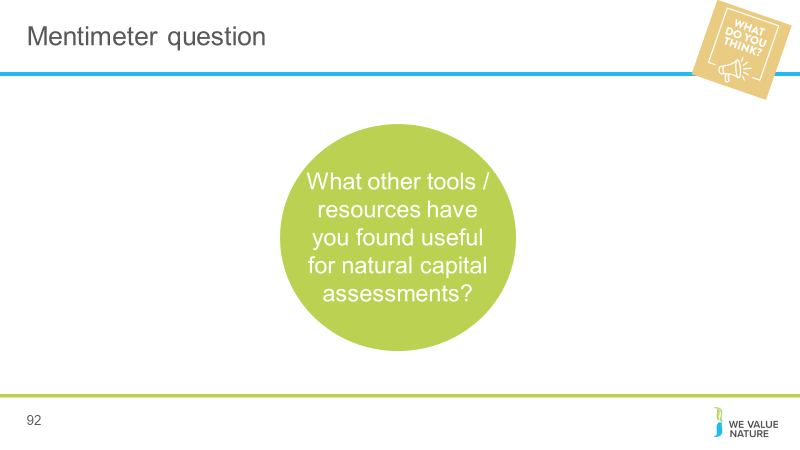 Mentimeter question
WHAT
DO YOU
THINK?
What other tools /
resources have
you found useful
for natural capital
assessments?
92
WE VALUE
NATURE